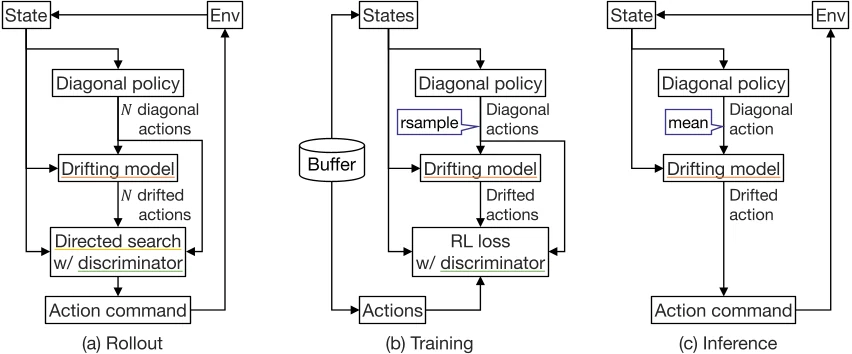 State
Env
Diagonal policy
N diagonal
actions
Drifting model
N drifted
actions
Directed search
w/ discriminator
Action command
(a) Rollout
States
Diagonal policy
rsample
Diagonal
actions
Buffer
Drifting model
Drifted
actions
RL loss
w/ discriminator
Actions
(b) Training
State
Env
Diagonal policy
mean
Diagonal
action
Drifting model
Drifted
action
Action command
(c) Inference